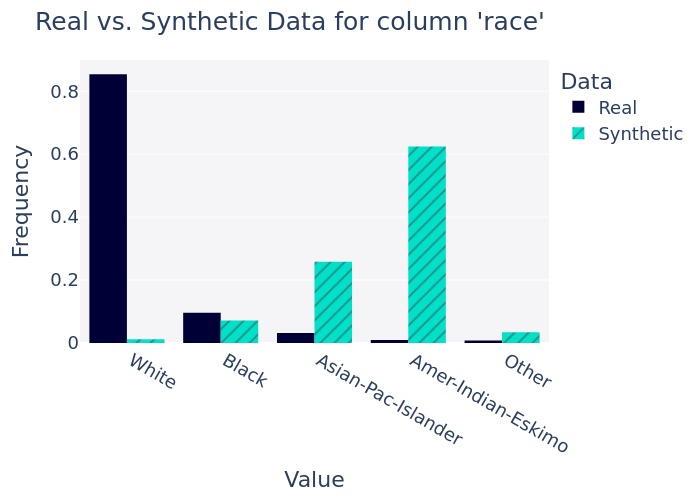 Real vs. Synthetic Data for column 'race'
Data
Real
Synthetic
Frequency
0.8
0.6
0.4
0.2
0
White
Black
Asian-Pac-Islander
Amer-Indian-Eskimo
Other
Value